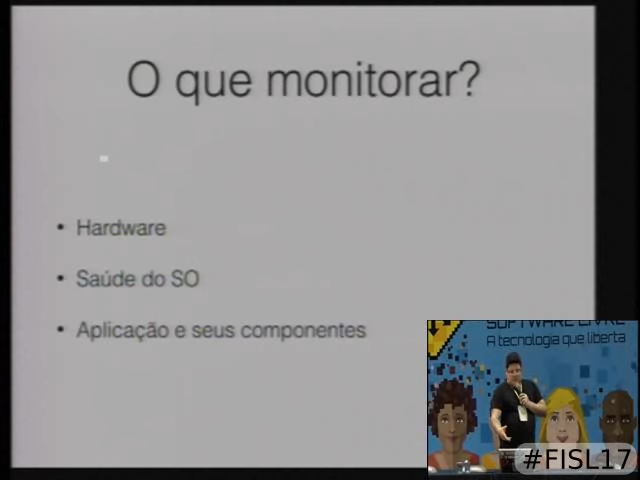 O que monitorar?
• Hardware
• Saúde do SO
• Aplicação e seus componentes
SOFTWARE LIVRE
A tecnologia que liberta
#FISL17